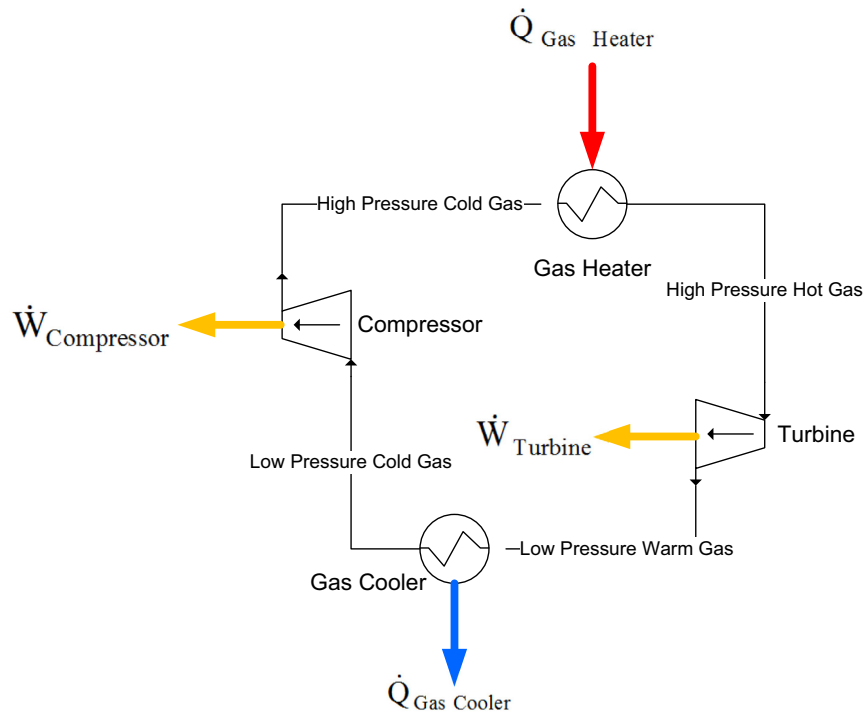 Q̇ Gas Heater
High Pressure Cold Gas
Gas Heater
High Pressure Hot Gas
Ẇ Compressor
Compressor
Ẇ Turbine
Turbine
Low Pressure Cold Gas
Low Pressure Warm Gas
Gas Cooler
Q̇ Gas Cooler